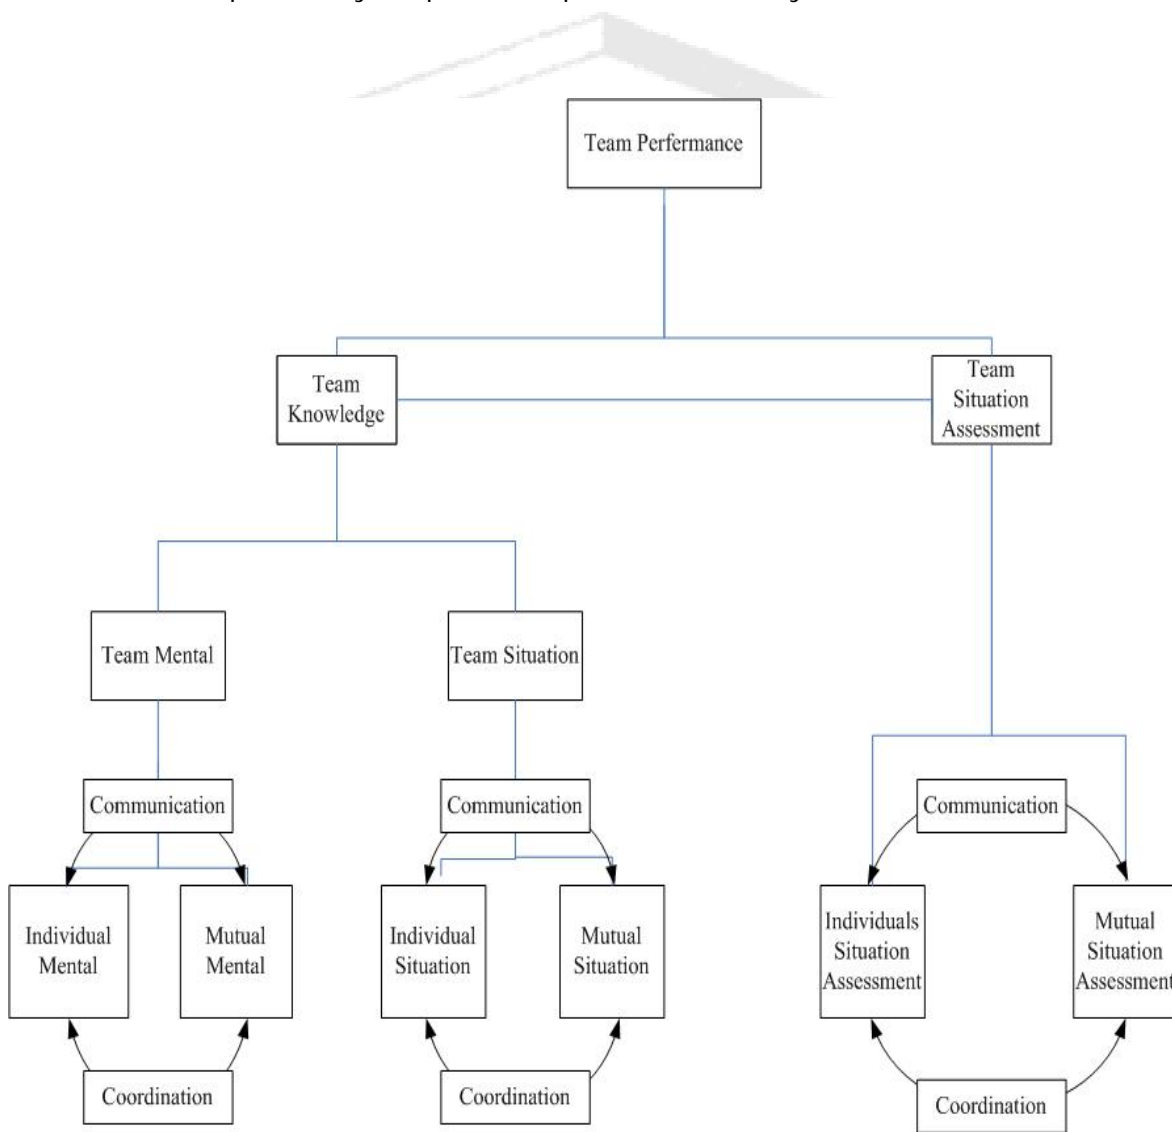 Team Perfermance
Team
Knowledge
Team
Situation
Assessment
Team Mental
Team Situation
Communication
Communication
Communication
Individual
Mental
Mutual
Mental
Individual
Situation
Mutual
Situation
Individuals
Situation
Assessment
Mutual
Situation
Assessment
Coordination
Coordination
Coordination